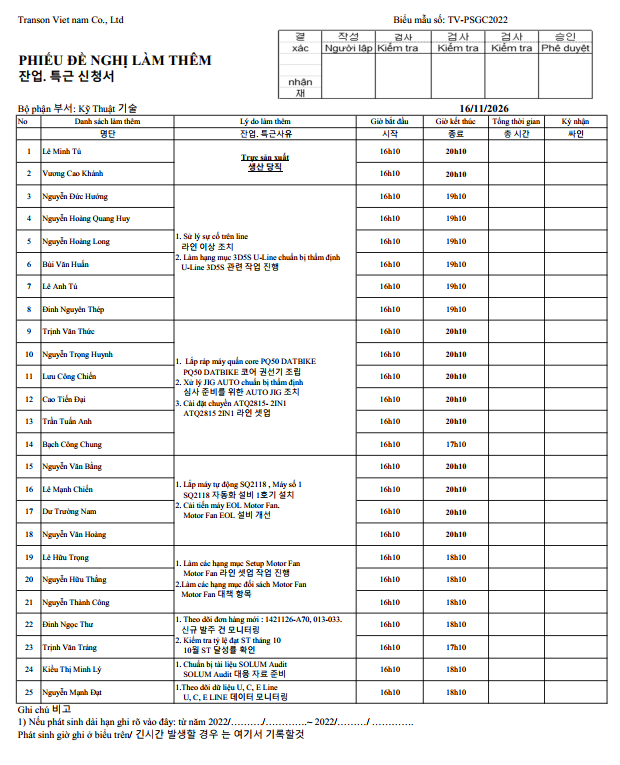 Transon Viet nam Co., Ltd
Biểu mẫu số: TV-PSGC2022
PHIẾU ĐỀ NGHỊ LÀM THÊM
잔업. 특근 신청서
결 작성 검사 검사 검사 승인
xác Người lập Kiểm tra Kiểm tra Kiểm tra Phê duyệt
nhận
재
Bộ phận 부서: Kỹ Thuật 기술
16/11/2026
No Danh sách làm thêm Lý do làm thêm Giờ bắt đầu Giờ kết thúc Tổng thời gian Ký nhận
명단 잔업. 특근사유 시작 종료 총 시간 싸인
1 Lê Minh Tú 16h10 20h10
Trực sản xuất
생산 당직
2 Vương Cao Khánh 16h10 20h10
3 Nguyễn Đức Hướng 16h10 19h10
4 Nguyễn Hoàng Quang Huy 16h10 19h10
1. Sử lý sự cố trên line
라인 이상 조치
2. Làm hạng mục 3D5S U-Line chuẩn bị thẩm định
U-Line 3D5S 관련 작업 진행
5 Nguyễn Hoàng Long 16h10 19h10
6 Bùi Văn Huấn 16h10 19h10
7 Lê Anh Tú 16h10 19h10
8 Đinh Nguyên Thép 16h10 19h10
9 Trịnh Văn Thức 16h10 20h10
10 Nguyễn Trọng Huynh 16h10 20h10
1. Lắp ráp máy quấn core PQ50 DATBIKE
PQ50 DATBIKE 코어 권선기 조립
2. Xử lý JIG AUTO chuẩn bị thẩm định
심사 준비를 위한 AUTO JIG 조치
3. Cài đặt chuyền ATQ2815- 2IN1
ATQ2815 2IN1 라인 셋업
11 Lưu Công Chiến 16h10 20h10
12 Cao Tiến Đại 16h10 20h10
13 Trần Tuấn Anh 16h10 20h10
14 Bạch Công Chung 16h10 17h10
15 Nguyễn Văn Bằng 16h10 20h10
1. Lắp máy tự động SQ2118 , Máy số 1
SQ2118 자동화 설비 1호기 설치
2. Cải tiến máy EOL Motor Fan.
Motor Fan EOL 설비 개선
16 Lê Mạnh Chiến 16h10 20h10
17 Dư Trường Nam 16h10 20h10
18 Nguyễn Văn Hoàng 16h10 20h10
19 Lê Hữu Trọng 16h10 18h10
1. Làm các hạng mục Setup Motor Fan
Motor Fan 라인 셋업 작업 진행
2.Làm các hạng mục đối sách Motor Fan
Motor Fan 대책 항목
20 Nguyễn Hữu Thắng 16h10 18h10
21 Nguyễn Thành Công 16h10 18h10
22 Đinh Ngọc Thư 16h10 18h10
1. Theo dõi đơn hàng mới : 1421126-A70, 013-033.
신규 발주 건 모니터링
2. Kiểm tra tỷ lệ đạt ST tháng 10
10월 ST 달성률 확인
23 Trịnh Văn Tráng 16h10 17h10
24 Kiều Thị Minh Lý 16h10 18h10
1. Chuẩn bị tài liệu SOLUM Audit
SOLUM Audit 대응 자료 준비
25 Nguyễn Mạnh Đạt 16h10 18h10
1.Theo dõi dữ liệu U, C, E Line
U, C, E LINE 데이터 모니터링
Ghi chú 비고
1) Nếu phát sinh dài hạn ghi rõ vào đây: từ năm 2022/………/………….~ 2022/………/ ………….
Phát sinh giờ ghi ở biểu trên/ 긴시간 발생할 경우 는 여기서 기록할것